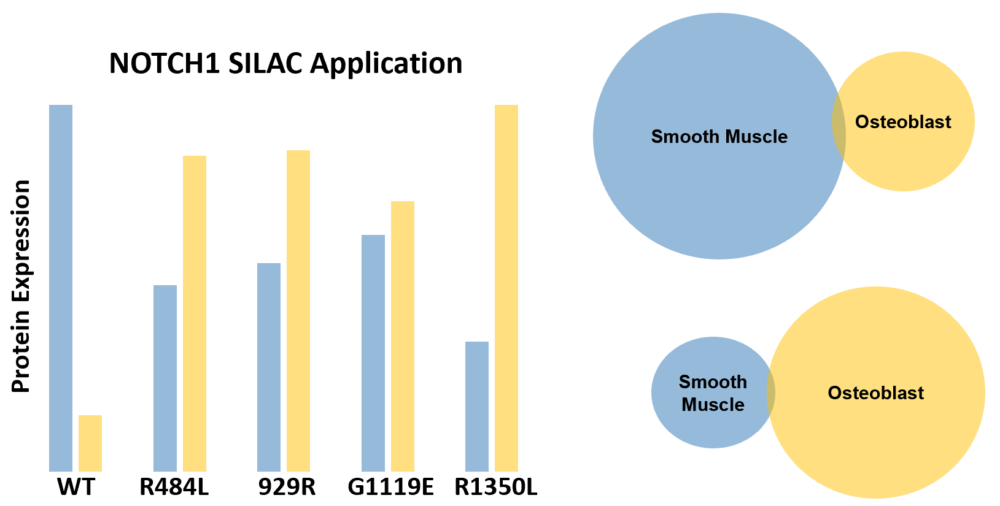 NOTCH1 SILAC Application
Protein Expression
WT
R484L
929R
G1119E
R1350L
Smooth Muscle
Osteoblast
Smooth
Muscle
Osteoblast